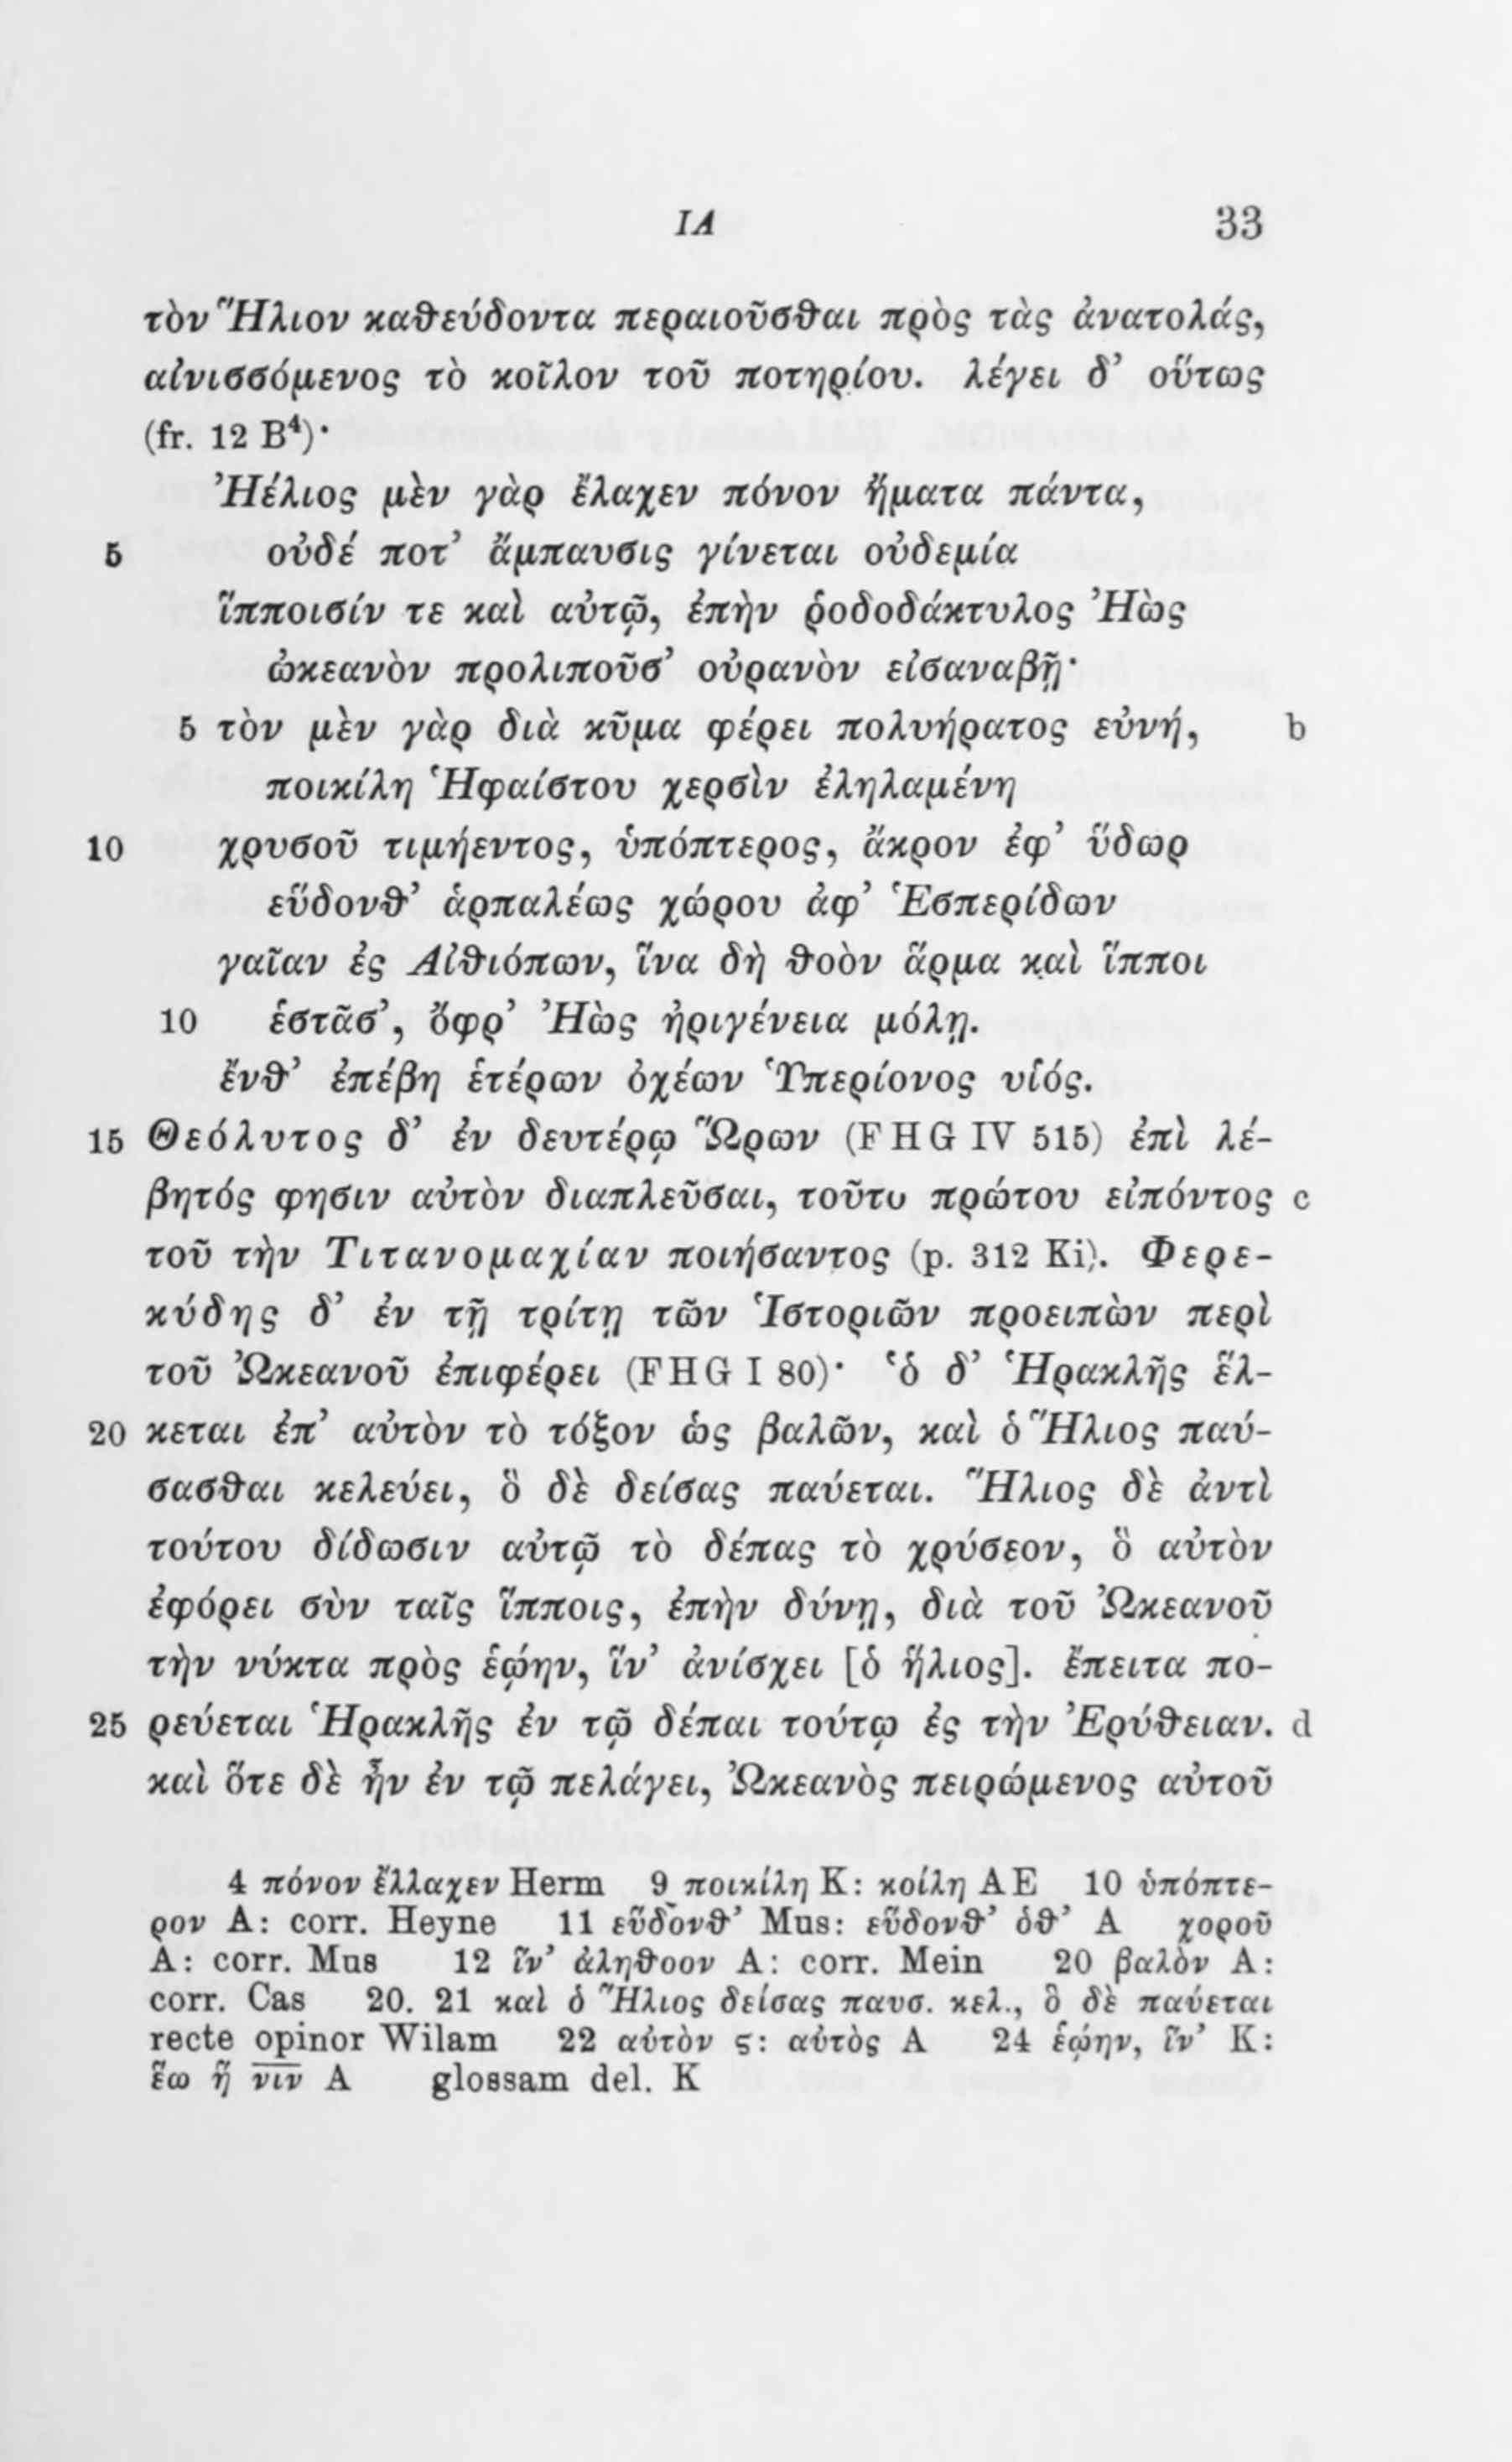 ΙΑ 33
τὸν Ἥλιον καθεύδοντα περαιοῦσθαι πρὸς τὰς ἀνατολάς,
αἰνισσόμενος τὸ κοῖλον τοῦ ποτηρίου. λέγει δ’ οὕτως
(fr. 12 B⁴)·
Ἠέλιος μὲν γὰρ ἔλαχεν πόνον ἤματα πάντα,
5 οὐδέ ποτ’ ἄμπαυσις γίνεται οὐδεμία
ἵπποισίν τε καὶ αὐτῷ, ἐπὴν ῥοδοδάκτυλος Ἠὼς
ὠκεανὸν προλιποῦσ’ οὐρανὸν εἰσαναβῇ·
5 τὸν μὲν γὰρ διὰ κῦμα φέρει πολυήρατος εὐνή, b
ποικίλη Ἡφαίστου χερσὶν ἐληλαμένη
10 χρυσοῦ τιμήεντος, ὑπόπτερος, ἄκρον ἐφ’ ὕδωρ
εὕδονθ’ ἁρπαλέως χώρου ἀφ’ Ἑσπερίδων
γαῖαν ἐς Αἰθιόπων, ἵνα δὴ θοὸν ἅρμα καὶ ἵπποι
10 ἑστᾶσ’, ὄφρ’ Ἠὼς ἠριγένεια μόλῃ.
ἔνθ’ ἐπέβη ἑτέρων ὀχέων Ὑπερίονος υἱός.
15 Θεόλυτος δ’ ἐν δευτέρῳ Ὥρων (FHG IV 515) ἐπὶ λέ-
βητός φησιν αὐτὸν διαπλεῦσαι, τοῦτο πρώτου εἰπόντος c
τοῦ τὴν Τιτανομαχίαν ποιήσαντος (p. 312 Ki). Φερε-
κύδης δ’ ἐν τῇ τρίτῃ τῶν Ἱστοριῶν προειπὼν περὶ
τοῦ Ὠκεανοῦ ἐπιφέρει (FHG I 80)· ‘ὁ δ’ Ἡρακλῆς ἕλ-
20 κεται ἐπ’ αὐτὸν τὸ τόξον ὡς βαλῶν, καὶ ὁ Ἥλιος παύ-
σασθαι κελεύει, ὃ δὲ δείσας παύεται. Ἥλιος δὲ ἀντὶ
τούτου δίδωσιν αὐτῷ τὸ δέπας τὸ χρύσεον, ὃ αὐτὸν
ἐφόρει σὺν ταῖς ἵπποις, ἐπὴν δύνῃ, διὰ τοῦ Ὠκεανοῦ
τὴν νύκτα πρὸς ἑῴην, ἵν’ ἀνίσχει [ὁ ἥλιος]. ἔπειτα πο-
25 ρεύεται Ἡρακλῆς ἐν τῷ δέπαι τούτῳ ἐς τὴν Ἐρύθειαν. d
καὶ ὅτε δὲ ἦν ἐν τῷ πελάγει, Ὠκεανὸς πειρώμενος αὐτοῦ
4 πόνον ἔλλαχεν Herm 9 ποικίλη K: κοίλη AE 10 ὑπόπτε-
ρον A: corr. Heyne 11 εὕδονθ’ Mus: εὕδονθ’ ὅθ’ A χοροῦ
A: corr. Mus 12 ἵν’ ἀληθοον A: corr. Mein 20 βαλὸν A:
corr. Cas 20. 21 καὶ ὁ Ἥλιος δείσας παυσ. κελ., ὃ δὲ παύεται
recte opinor Wilam 22 αὐτὸν ς: αὐτὸς A 24 ἑῴην, ἵν’ K:
ἕω ᾗ νιν A glossam del. K